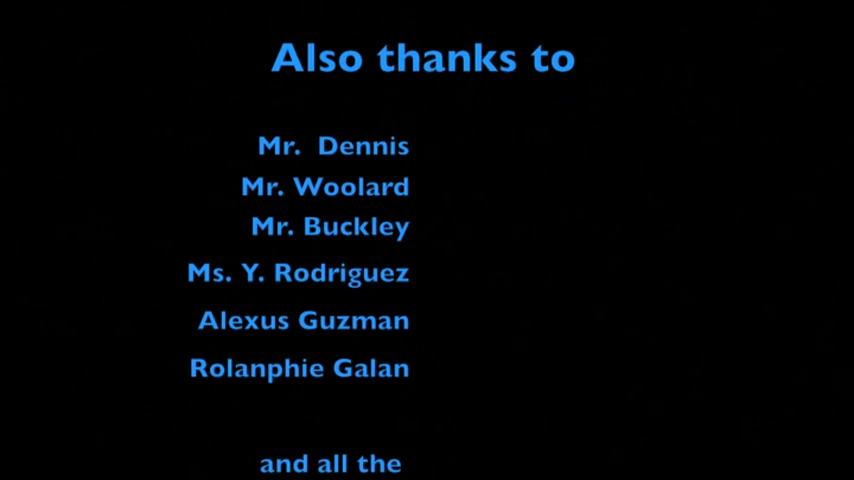 Also thanks to
Mr. Dennis
Mr. Woolard
Mr. Buckley
Ms. Y. Rodriguez
Alexus Guzman
Rolanphie Galan
and all the